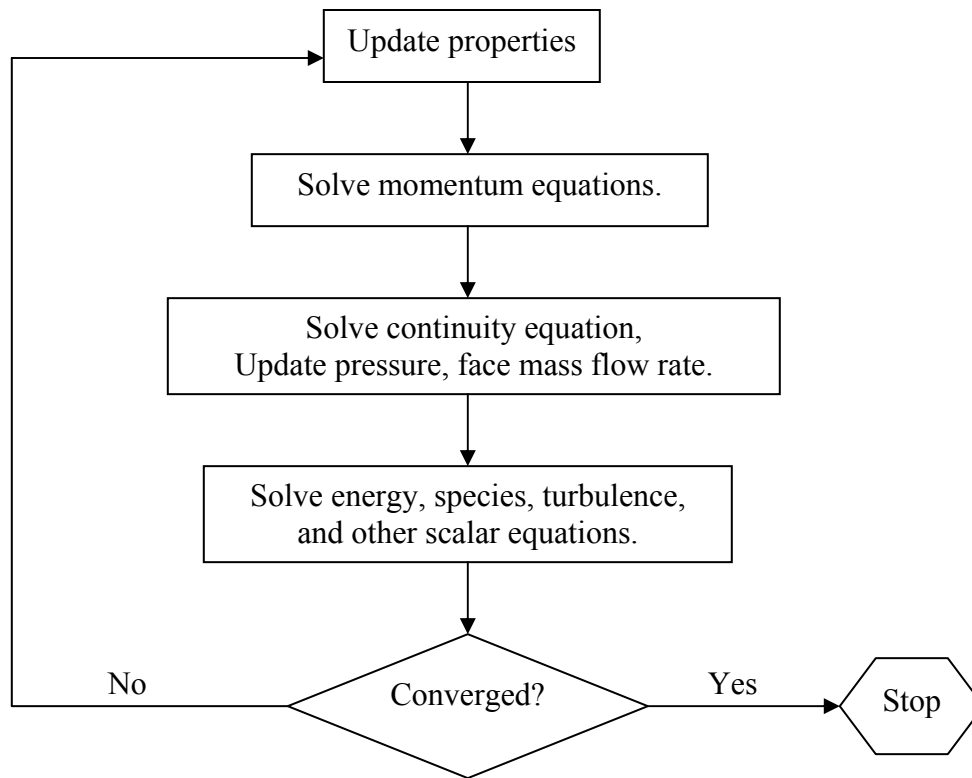 Update properties
Solve momentum equations.
Solve continuity equation,
Update pressure, face mass flow rate.
Solve energy, species, turbulence,
and other scalar equations.
No
Converged?
Yes
Stop